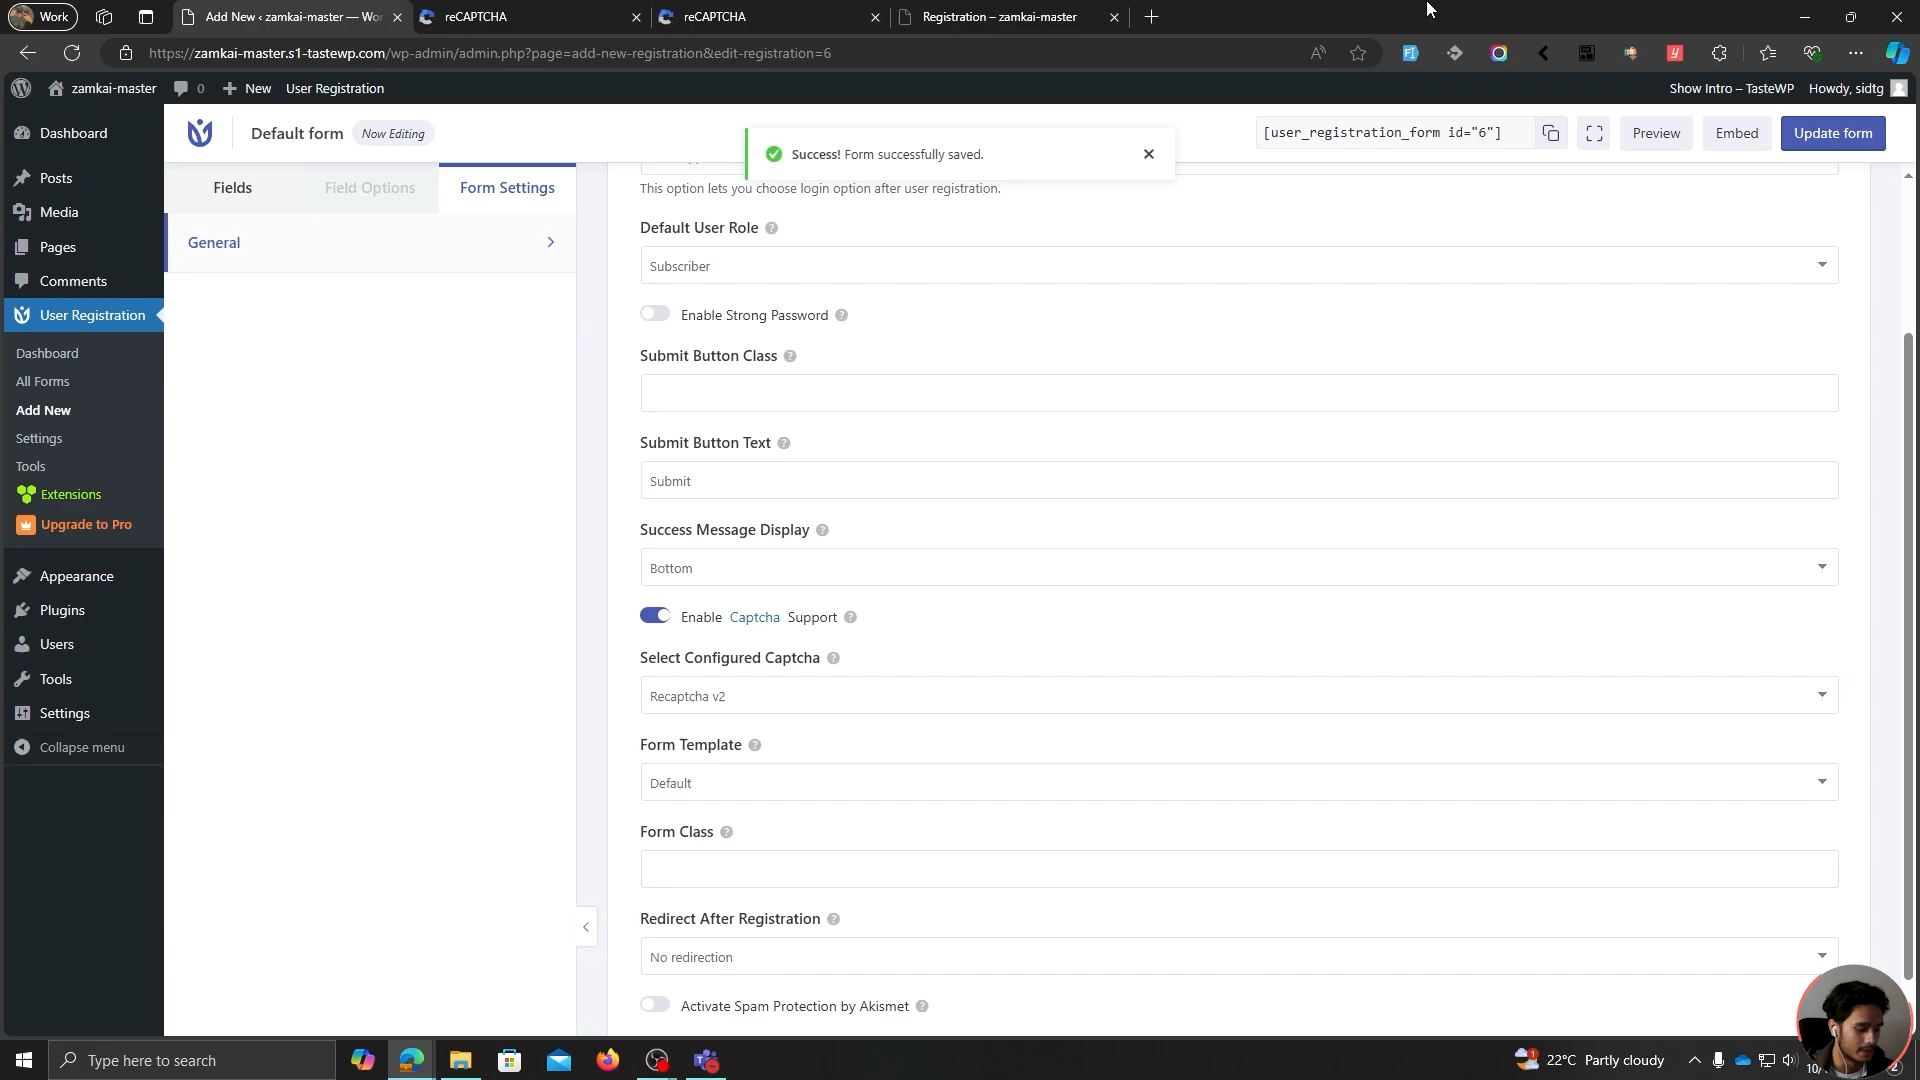 Work
Add New ‹ zamkai-master — Wor
reCAPTCHA
reCAPTCHA
Registration – zamkai-master
https://zamkai-master.s1-tastewp.com/wp-admin/admin.php?page=add-new-registration&edit-registration=6
zamkai-master
0
New
User Registration
Show Intro – TasteWP
Howdy, sidtg
Dashboard
Posts
Media
Pages
Comments
User Registration
Dashboard
All Forms
Add New
Settings
Tools
Extensions
Upgrade to Pro
Appearance
Plugins
Users
Tools
Settings
Collapse menu
Default form
Now Editing
Success! Form successfully saved.
[user_registration_form id="6"]
Preview
Embed
Update form
Fields
Field Options
Form Settings
General
This option lets you choose login option after user registration.
Default User Role
Subscriber
Enable Strong Password
Submit Button Class
Submit Button Text
Submit
Success Message Display
Bottom
Enable Captcha Support
Select Configured Captcha
Recaptcha v2
Form Template
Default
Form Class
Redirect After Registration
No redirection
Activate Spam Protection by Akismet
Type here to search
22°C Partly cloudy